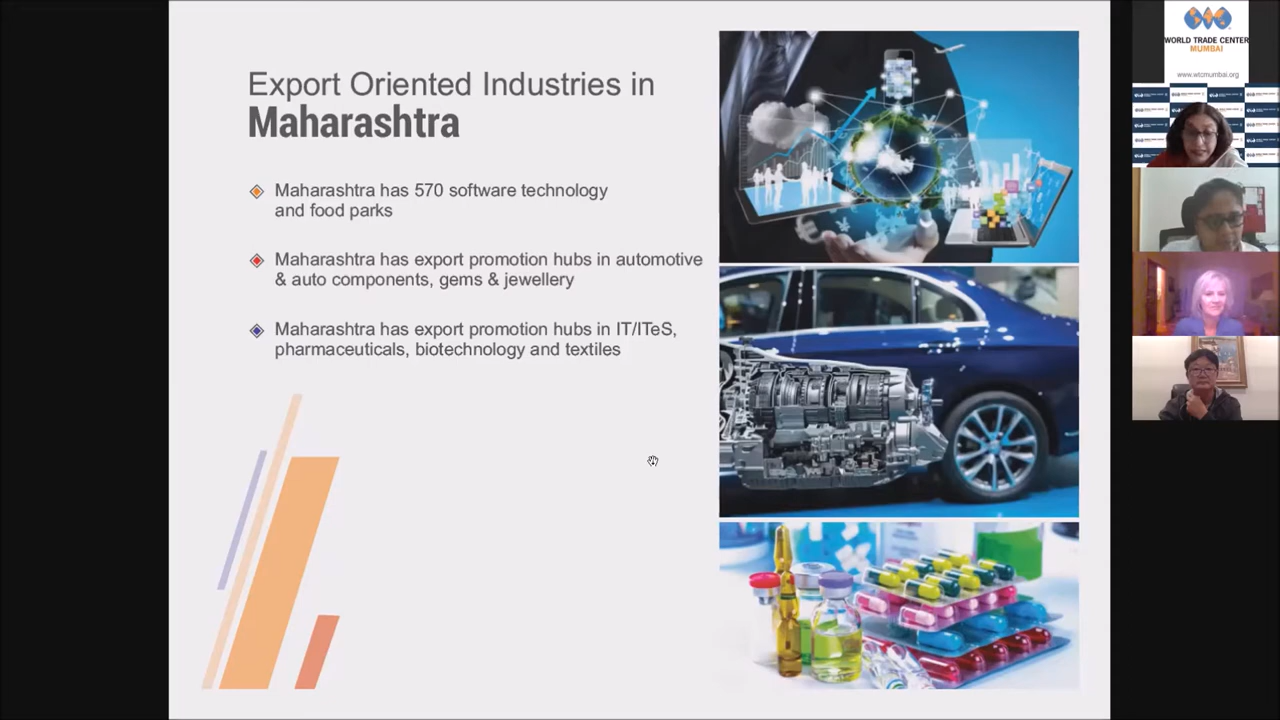 Export Oriented Industries in
Maharashtra
Maharashtra has 570 software technology
and food parks
Maharashtra has export promotion hubs in automotive
& auto components, gems & jewellery
Maharashtra has export promotion hubs in IT/ITeS,
pharmaceuticals, biotechnology and textiles
WORLD TRADE CENTER
MUMBAI
www.wtcmumbai.org